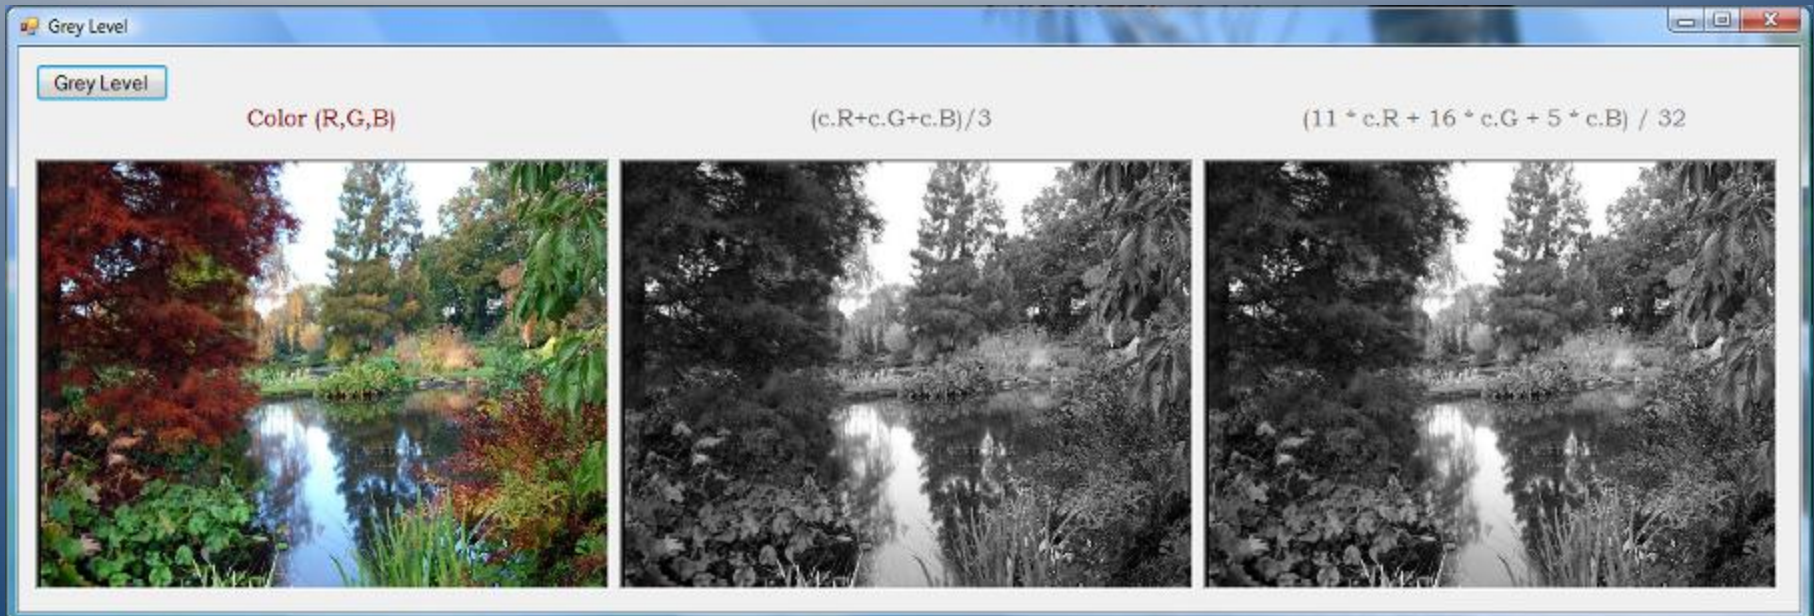 Grey Level
Grey Level
Color (R,G,B)
(c.R+c.G+c.B)/3
(11 * c.R + 16 * c.G + 5 * c.B) / 32